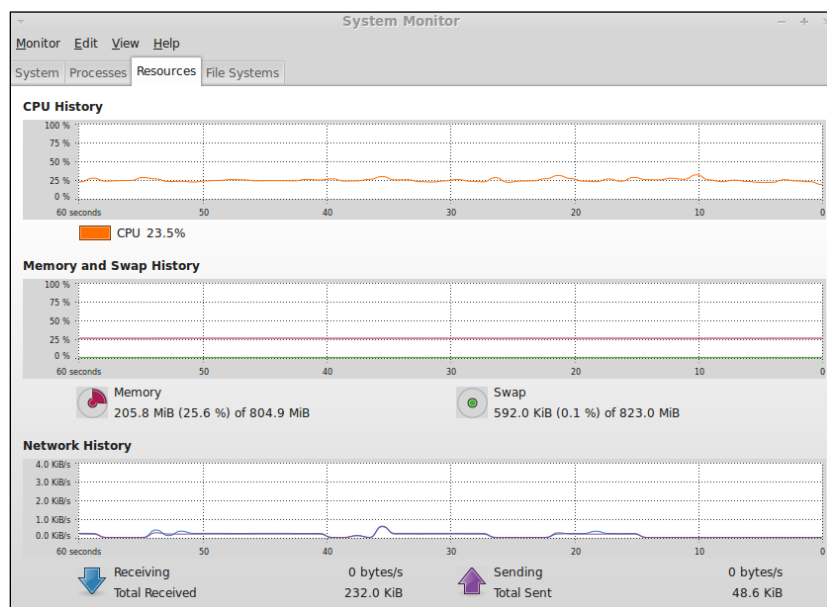 System Monitor
Monitor Edit View Help
System Processes Resources File Systems
CPU History
100 %
75 %
50 %
25 %
0 %
60 seconds 50 40 30 20 10 0
CPU 23.5%
Memory and Swap History
100 %
75 %
50 %
25 %
0 %
60 seconds 50 40 30 20 10 0
Memory Swap
205.8 MiB (25.6 %) of 804.9 MiB 592.0 KiB (0.1 %) of 823.0 MiB
Network History
4.0 KiB/s
3.0 KiB/s
2.0 KiB/s
1.0 KiB/s
0.0 KiB/s
60 seconds 50 40 30 20 10 0
Receiving 0 bytes/s Sending 0 bytes/s
Total Received 232.0 KiB Total Sent 48.6 KiB